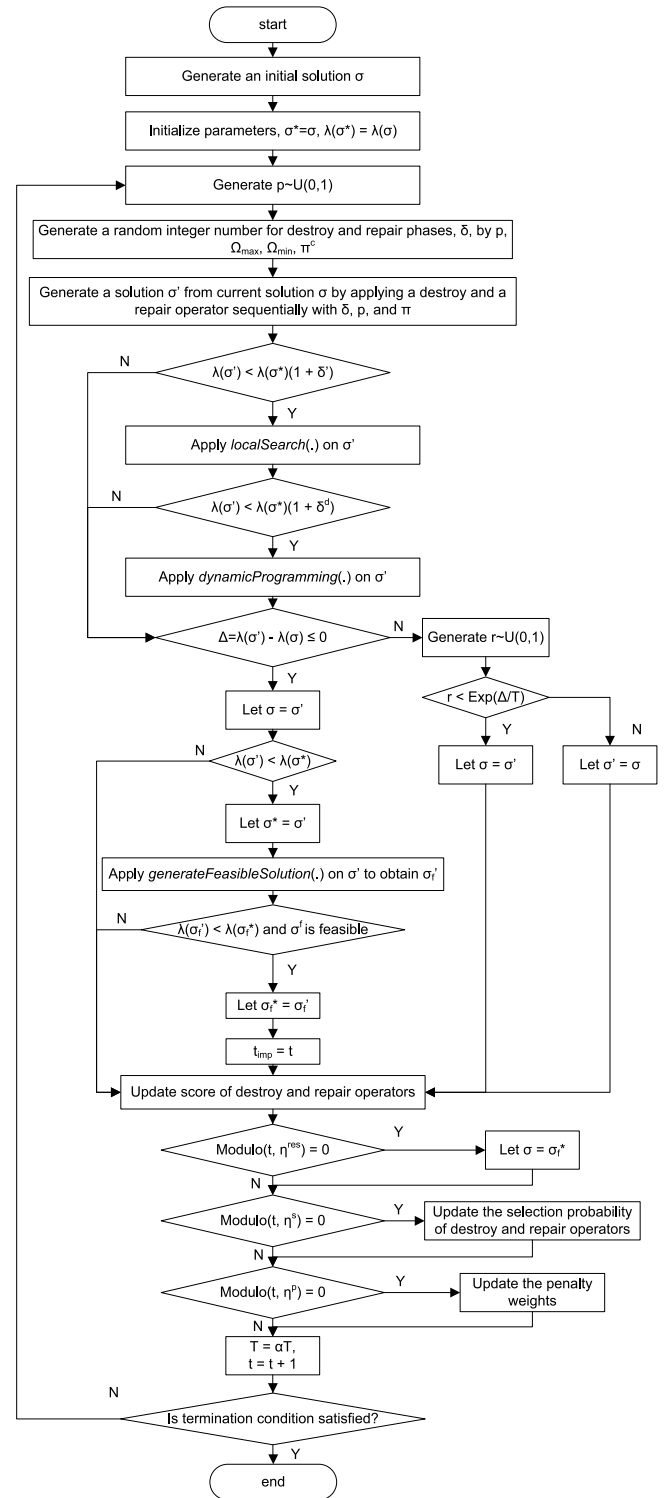 start
Generate an initial solution σ
Initialize parameters, σ*=σ, λ(σ*) = λ(σ)
Generate p~U(0,1)
Generate a random integer number for destroy and repair phases, δ, by p,
Ωmax, Ωmin, πᶜ
Generate a solution σ' from current solution σ by applying a destroy and a
repair operator sequentially with δ, p, and π
N
λ(σ') < λ(σ*)(1 + δ')
Y
Apply localSearch(.) on σ'
N
λ(σ') < λ(σ*)(1 + δᵈ)
Y
Apply dynamicProgramming(.) on σ'
Δ=λ(σ') - λ(σ) ≤ 0
N
Generate r~U(0,1)
Y
r < Exp(Δ/T)
Let σ = σ'
Y
N
N
λ(σ') < λ(σ*)
Let σ = σ'
Let σ' = σ
Y
Let σ* = σ'
Apply generateFeasibleSolution(.) on σ' to obtain σf'
N
λ(σf') < λ(σf*) and σᶠ is feasible
Y
Let σf* = σf'
timp = t
Update score of destroy and repair operators
Modulo(t, ηʳᵉˢ) = 0
Y
Let σ = σf*
N
Modulo(t, ηˢ) = 0
Y
Update the selection probability
of destroy and repair operators
N
Modulo(t, ηᵖ) = 0
Y
Update the penalty
weights
N
T = αT,
t = t + 1
N
Is termination condition satisfied?
Y
end